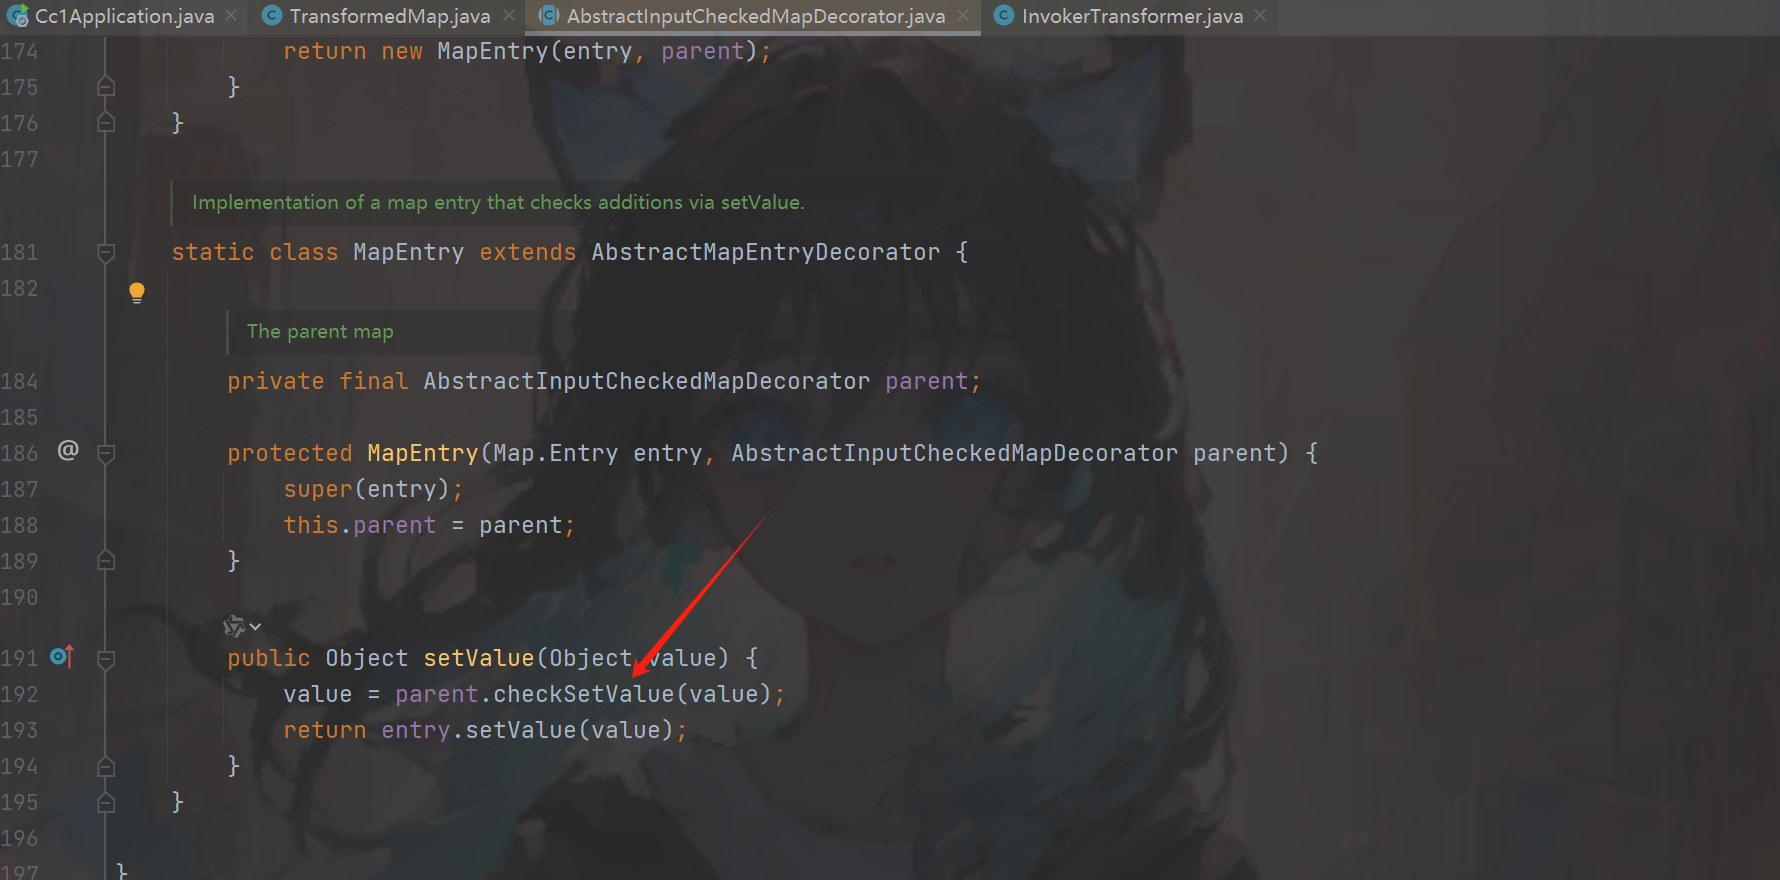 Cc1Application.java TransformedMap.java AbstractInputCheckedMapDecorator.java InvokerTransformer.java
174 return new MapEntry(entry, parent);
175 }
176 }
177
Implementation of a map entry that checks additions via setValue.
181 static class MapEntry extends AbstractMapEntryDecorator {
182
The parent map
184 private final AbstractInputCheckedMapDecorator parent;
185
186 @ protected MapEntry(Map.Entry entry, AbstractInputCheckedMapDecorator parent) {
187 super(entry);
188 this.parent = parent;
189 }
190
191 public Object setValue(Object value) {
192 value = parent.checkSetValue(value);
193 return entry.setValue(value);
194 }
195 }
196
197 }